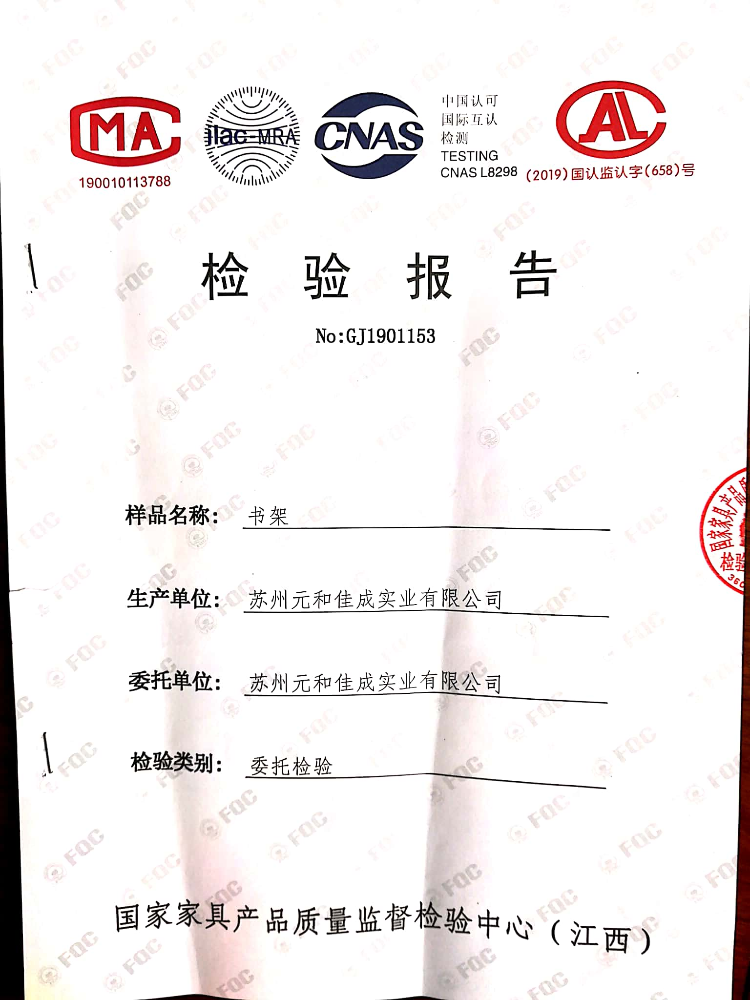 MA
190010113788
ilac-MRA
CNAS
中国认可
国际互认
检测
TESTING
CNAS L8298
AL
(2019)国认监认字(658)号
检验报告
No:GJ1901153
样品名称: 书架
生产单位: 苏州元和佳成实业有限公司
委托单位: 苏州元和佳成实业有限公司
检验类别: 委托检验
国家家具产品质量监督检验中心(江西)
国家家具产品
检验
360
FQC